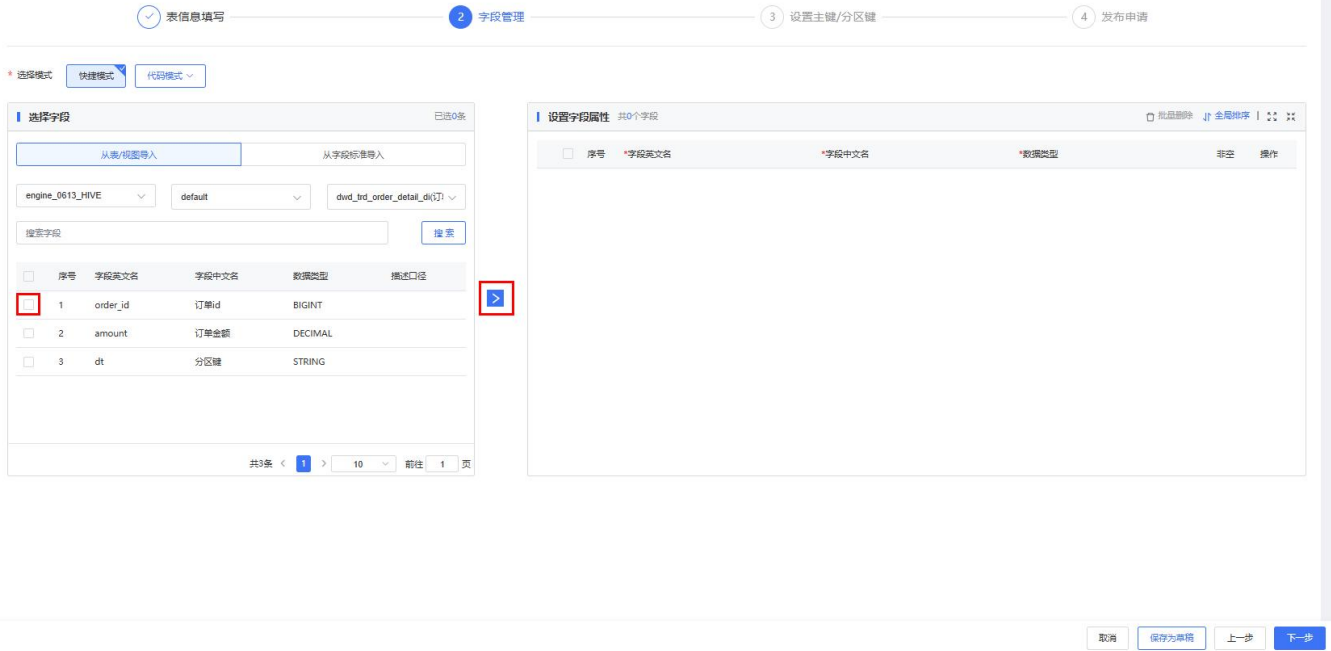 表信息填写 2 字段管理 3 设置主键/分区键 4 发布申请
* 选择模式 快捷模式 代码模式
选择字段 已选0条
从表/视图导入 从字段标准导入
engine_0613_HIVE default dwd_trd_order_detail_di(订
搜索字段 搜索
序号 字段英文名 字段中文名 数据类型 描述口径
1 order_id 订单id BIGINT
2 amount 订单金额 DECIMAL
3 dt 分区键 STRING
共3条 < 1 > 10 前往 1 页
>
设置字段属性 共0个字段 批量删除 全局排序
序号 *字段英文名 *字段中文名 *数据类型 非空 操作
取消 保存为草稿 上一步 下一步